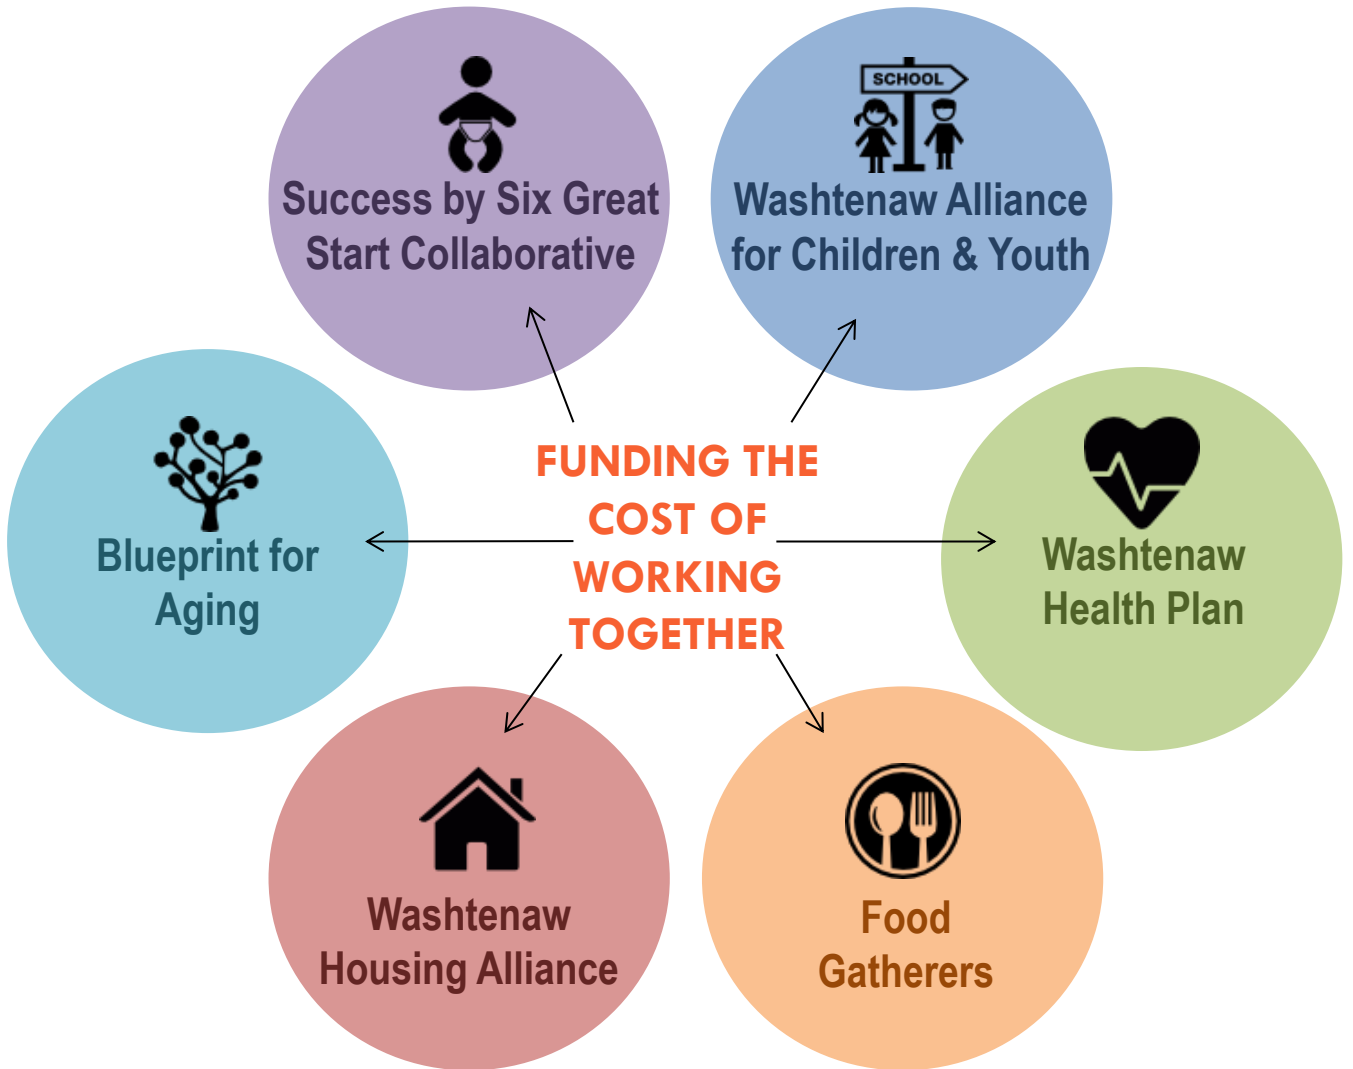 Success by Six Great
Start Collaborative
SCHOOL
Washtenaw Alliance
for Children & Youth
FUNDING THE
COST OF
WORKING
TOGETHER
Blueprint for
Aging
Washtenaw
Health Plan
Washtenaw
Housing Alliance
Food
Gatherers